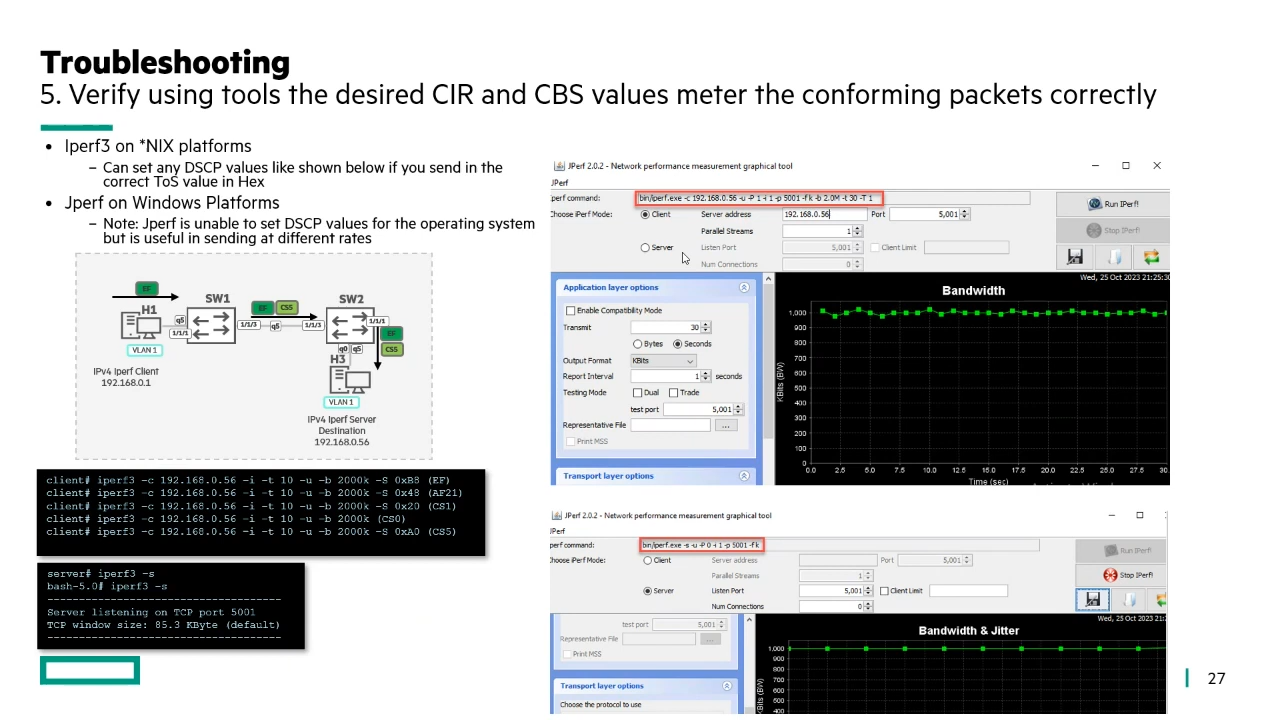 Troubleshooting
5. Verify using tools the desired CIR and CBS values meter the conforming packets correctly
• Iperf3 on *NIX platforms
– Can set any DSCP values like shown below if you send in the
correct ToS value in Hex
• Jperf on Windows Platforms
– Note: Jperf is unable to set DSCP values for the operating system
but is useful in sending at different rates
EF
H1
SW1
EF CS5
SW2
q5
1/1/1
1/1/3
q5
1/1/3
1/1/1
EF
CS5
q0 q5
H3
VLAN 1
IPv4 Iperf Client
192.168.0.1
VLAN 1
IPv4 Iperf Server
Destination
192.168.0.56
client# iperf3 -c 192.168.0.56 -i -t 10 -u -b 2000k -S 0xB8 (EF)
client# iperf3 -c 192.168.0.56 -i -t 10 -u -b 2000k -S 0x48 (AF21)
client# iperf3 -c 192.168.0.56 -i -t 10 -u -b 2000k -S 0x20 (CS1)
client# iperf3 -c 192.168.0.56 -i -t 10 -u -b 2000k (CS0)
client# iperf3 -c 192.168.0.56 -i -t 10 -u -b 2000k -S 0xA0 (CS5)
server# iperf3 -s
bash-5.0# iperf3 -s
------------------------------------
Server listening on TCP port 5001
TCP window size: 85.3 KByte (default)
------------------------------------
JPerf 2.0.2 - Network performance measurement graphical tool
JPerf
perf command: bin/iperf.exe -c 192.168.0.56 -u -P 1 -i 1 -p 5001 -f k -b 2.0M -t 30 -T 1
Choose iPerf Mode: Client Server address 192.168.0.56 Port 5,001
Parallel Streams 1
Server Listen Port 5,001 Client Limit
Num Connections 0
Run IPerf!
Stop IPerf!
Wed, 25 Oct 2023 21:25:30
Application layer options
Enable Compatibility Mode
Transmit 30
Bytes Seconds
Output Format KBits
Report Interval 1 seconds
Testing Mode Dual Trade
test port 5,001
Representative File ...
Print MSS
Transport layer options
Bandwidth
KBits (BW)
1,000
900
800
700
600
500
400
300
200
100
0
0.0 2.5 5.0 7.5 10.0 12.5 15.0 17.5 20.0 22.5 25.0 27.5 30.
Time (sec)
JPerf 2.0.2 - Network performance measurement graphical tool
JPerf
perf command: bin/iperf.exe -s -u -P 0 -i 1 -p 5001 -f k
Choose iPerf Mode: Client Server address Port 5,001
Parallel Streams 1
Server Listen Port 5,001 Client Limit
Num Connections 0
Run IPerf!
Stop IPerf!
Wed, 25 Oct 2023 21:
test port 5,001
Representative File ...
Print MSS
Transport layer options
Choose the protocol to use
Bandwidth & Jitter
(BW)
1,000
900
800
700
600
500
400
27